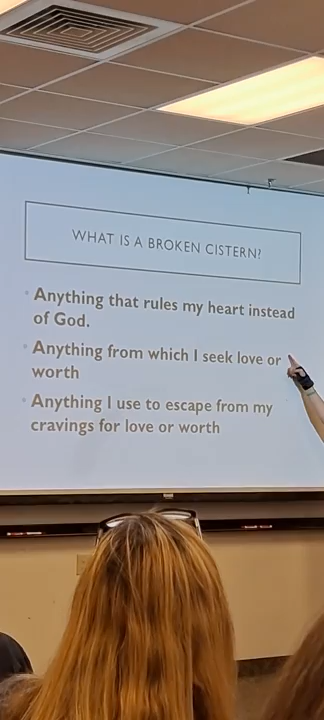 WHAT IS A BROKEN CISTERN?
Anything that rules my heart instead
of God.
Anything from which I seek love or
worth
Anything I use to escape from my
cravings for love or worth